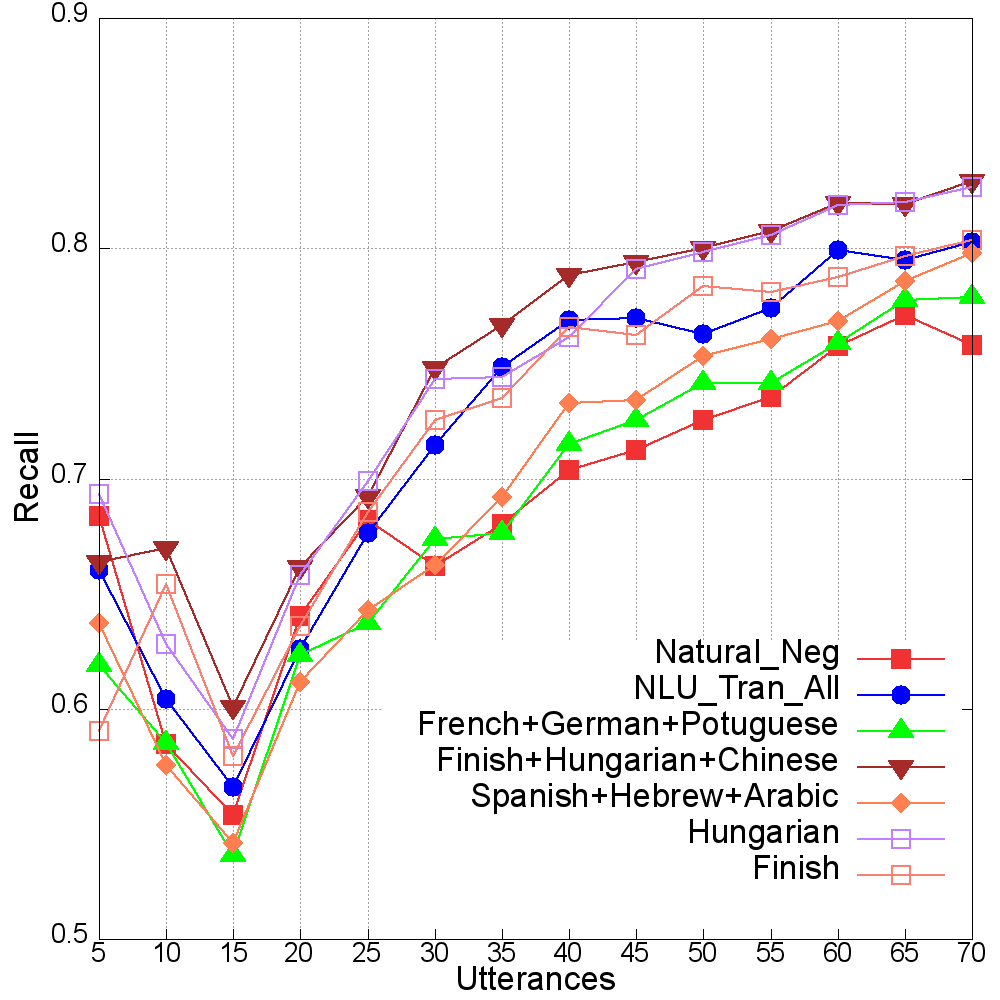 0.9
0.8
0.7
0.6
0.5
Recall
Natural_Neg
NLU_Tran_All
French+German+Potuguese
Finish+Hungarian+Chinese
Spanish+Hebrew+Arabic
Hungarian
Finish
5 10 15 20 25 30 35 40 45 50 55 60 65 70
Utterances